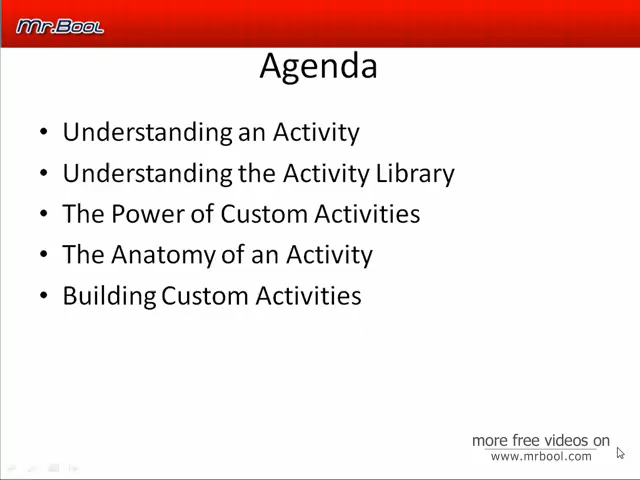 Mr.Bool
Agenda
• Understanding an Activity
• Understanding the Activity Library
• The Power of Custom Activities
• The Anatomy of an Activity
• Building Custom Activities
more free videos on
www.mrbool.com